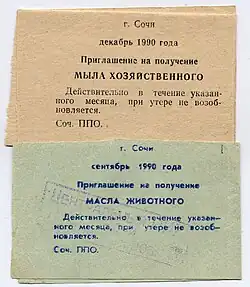 г. Сочи
декабрь 1990 года
Приглашение на получение
МЫЛА ХОЗЯЙСТВЕННОГО
Действительно в течение указан-
ного месяца, при утере не возоб-
новляется.
Соч. ППО.
г. Сочи
сентябрь 1990 года
Приглашение на получение
МАСЛА ЖИВОТНОГО
Действительно в течение указан-
ного месяца, при утере не возоб-
новляется.
Соч. ППО.